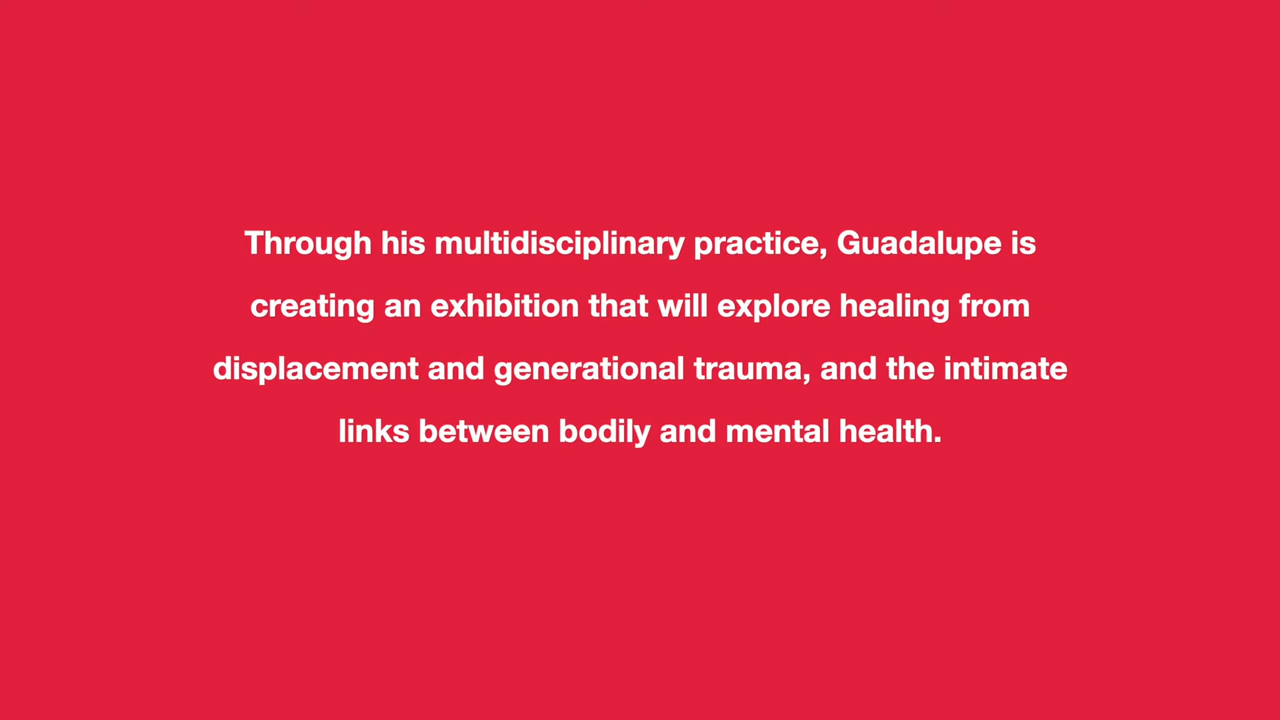 Through his multidisciplinary practice, Guadalupe is
creating an exhibition that will explore healing from
displacement and generational trauma, and the intimate
links between bodily and mental health.